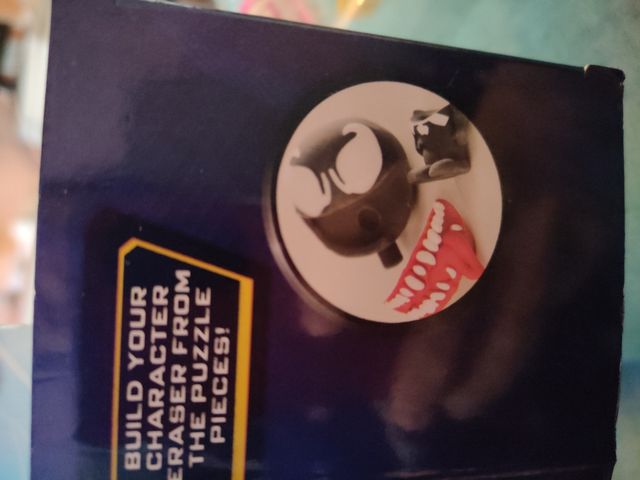 BUILD YOUR
CHARACTER
ERASER FROM
THE PUZZLE
PIECES!